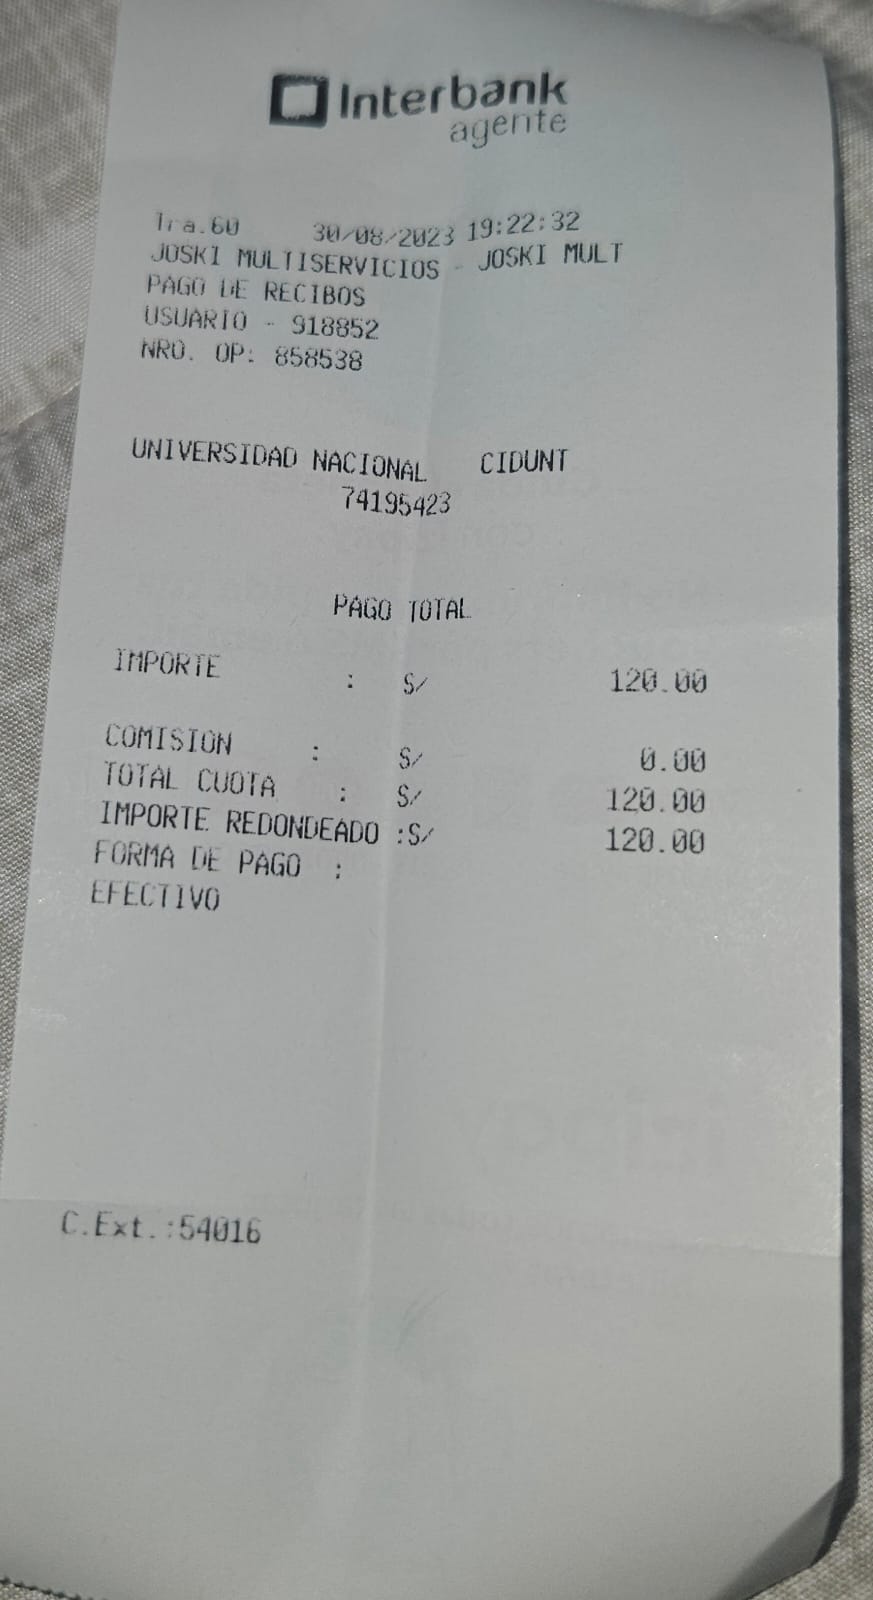 Interbank
agente
Tra.60 30/08/2023 19:22:32
JOSKI MULTISERVICIOS - JOSKI MULT
PAGO DE RECIBOS
USUARIO - 918852
NRO. OP: 858538
UNIVERSIDAD NACIONAL CIDUNT
74195423
PAGO TOTAL
IMPORTE : S/ 120.00
COMISION : S/ 0.00
TOTAL CUOTA : S/ 120.00
IMPORTE REDONDEADO :S/ 120.00
FORMA DE PAGO :
EFECTIVO
C.Ext.:54016